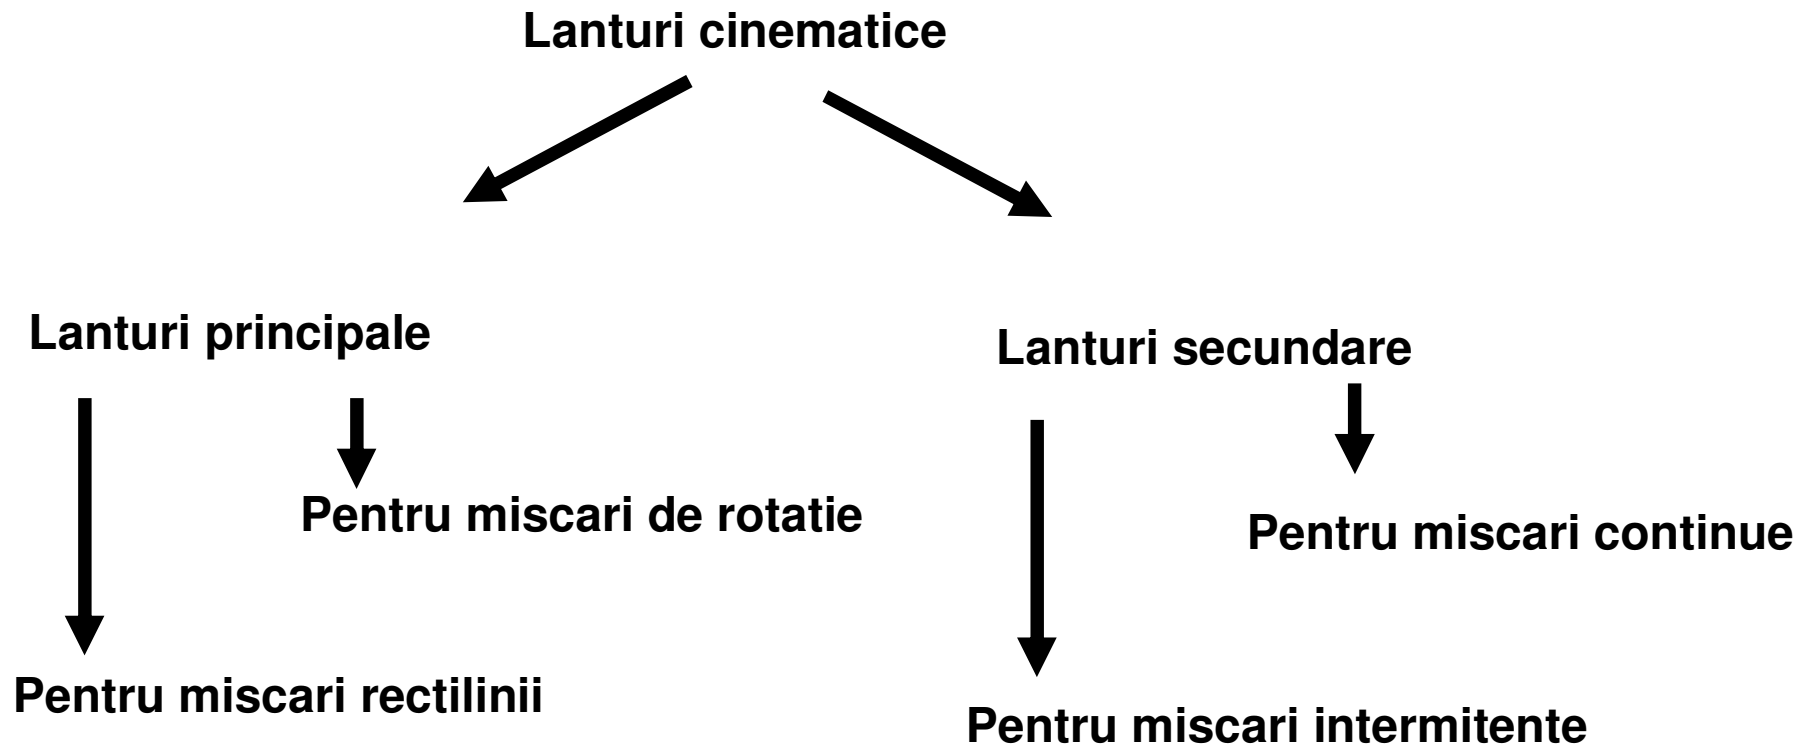 Lanturi cinematice
Lanturi principale
Lanturi secundare
Pentru miscari de rotatie
Pentru miscari continue
Pentru miscari rectilinii
Pentru miscari intermitente